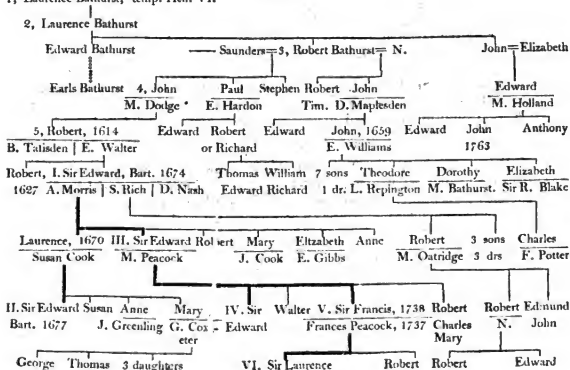 1, Laurence Bathurst, temp. Hen. VI.
2, Laurence Bathurst
Edward Bathurst Saunders=3, Robert Bathurst= N. John=Elizabeth
Earls Bathurst 4, John Paul Stephen Robert John Edward
M. Dodge E. Hardon Tim. D. Maplesden M. Holland
5, Robert, 1614 Edward Robert Edward John, 1659 Edward John Anthony
B. Talisden | E. Walter or Richard E. Williams 1763
Robert, I. Sir Edward, Bart. 1674 Thomas William 7 sons Theodore Dorothy Elizabeth
1627 A. Morris | S. Rich | D. Nash Edward Richard 1 dr. L. Repington M. Bathurst. Sir R. Blake
Laurence, 1670 III. Sir Edward Robert Mary Elizabeth Anne Robert 3 sons Charles
Susan Cook M. Peacock J. Cook E. Gibbs M. Oatridge 3 drs F. Potter
II. Sir Edward Susan Anne Mary IV. Sir Walter V. Sir Francis, 1738 Robert Robert Edmund
Bart. 1677 J. Greenling G. Cox- Edward Frances Peacock, 1737 Charles N. John
eter Mary
George Thomas 3 daughters VI. Sir Laurence Robert Robert Edward